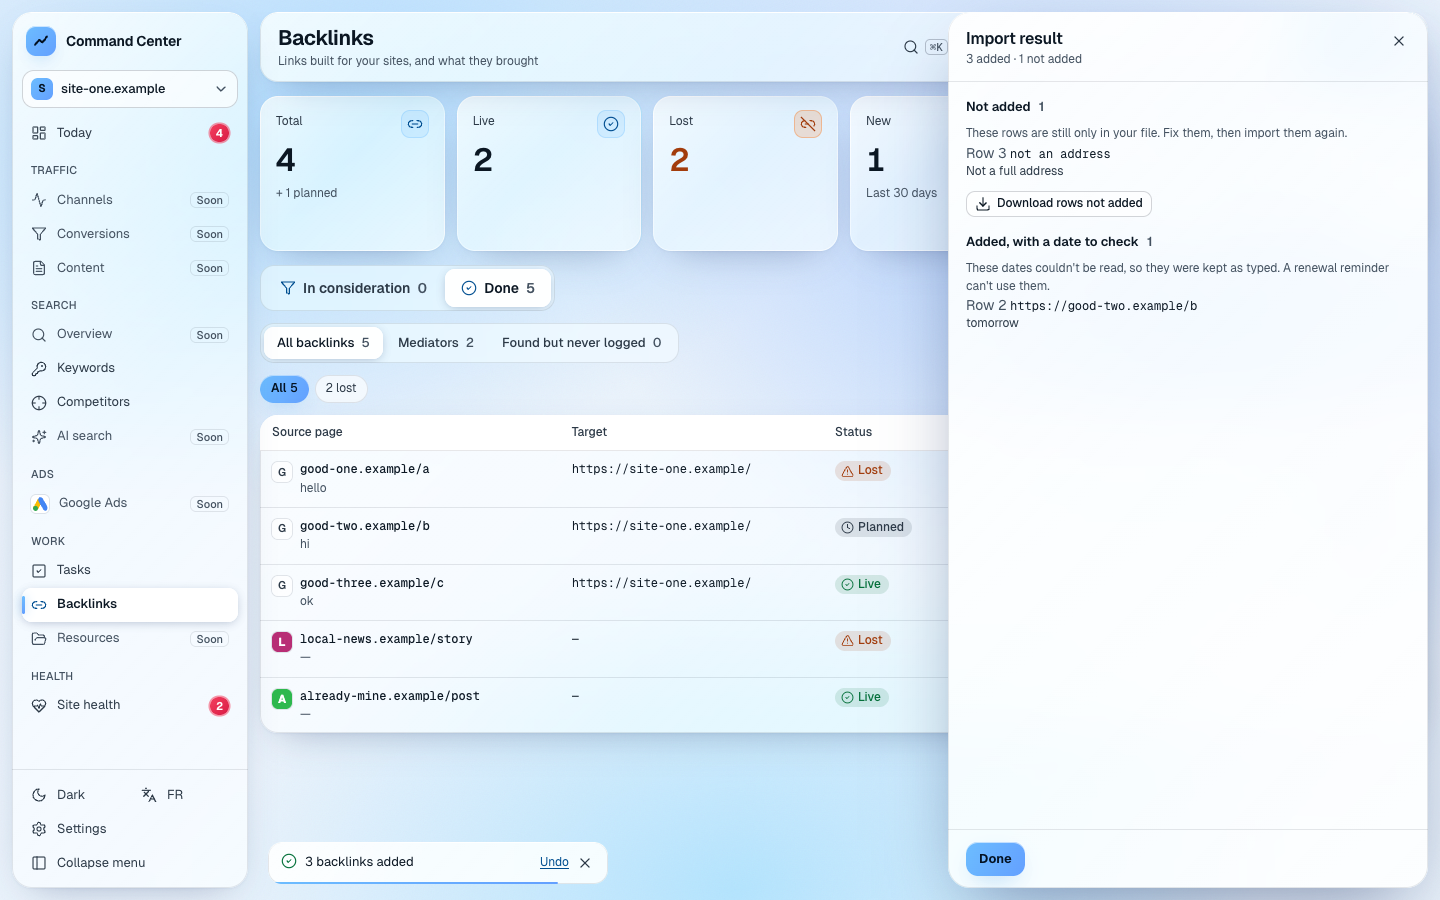 Command Center
S site-one.example
Today 4
TRAFFIC
Channels Soon
Conversions Soon
Content Soon
SEARCH
Overview Soon
Keywords
Competitors
AI search Soon
ADS
Google Ads Soon
WORK
Tasks
Backlinks
Resources Soon
HEALTH
Site health 2
Dark FR
Settings
Collapse menu
Backlinks
Links built for your sites, and what they brought
⌘K
Total
4
+ 1 planned
Live
2
Lost
2
New
1
Last 30 days
In consideration 0 Done 5
All backlinks 5 Mediators 2 Found but never logged 0
All 5 2 lost
Source page Target Status
G good-one.example/a https://site-one.example/ Lost
hello
G good-two.example/b https://site-one.example/ Planned
hi
G good-three.example/c https://site-one.example/ Live
ok
L local-news.example/story — Lost
—
A already-mine.example/post — Live
—
3 backlinks added Undo
Import result
3 added · 1 not added
Not added 1
These rows are still only in your file. Fix them, then import them again.
Row 3 not an address
Not a full address
Download rows not added
Added, with a date to check 1
These dates couldn't be read, so they were kept as typed. A renewal reminder
can't use them.
Row 2 https://good-two.example/b
tomorrow
Done